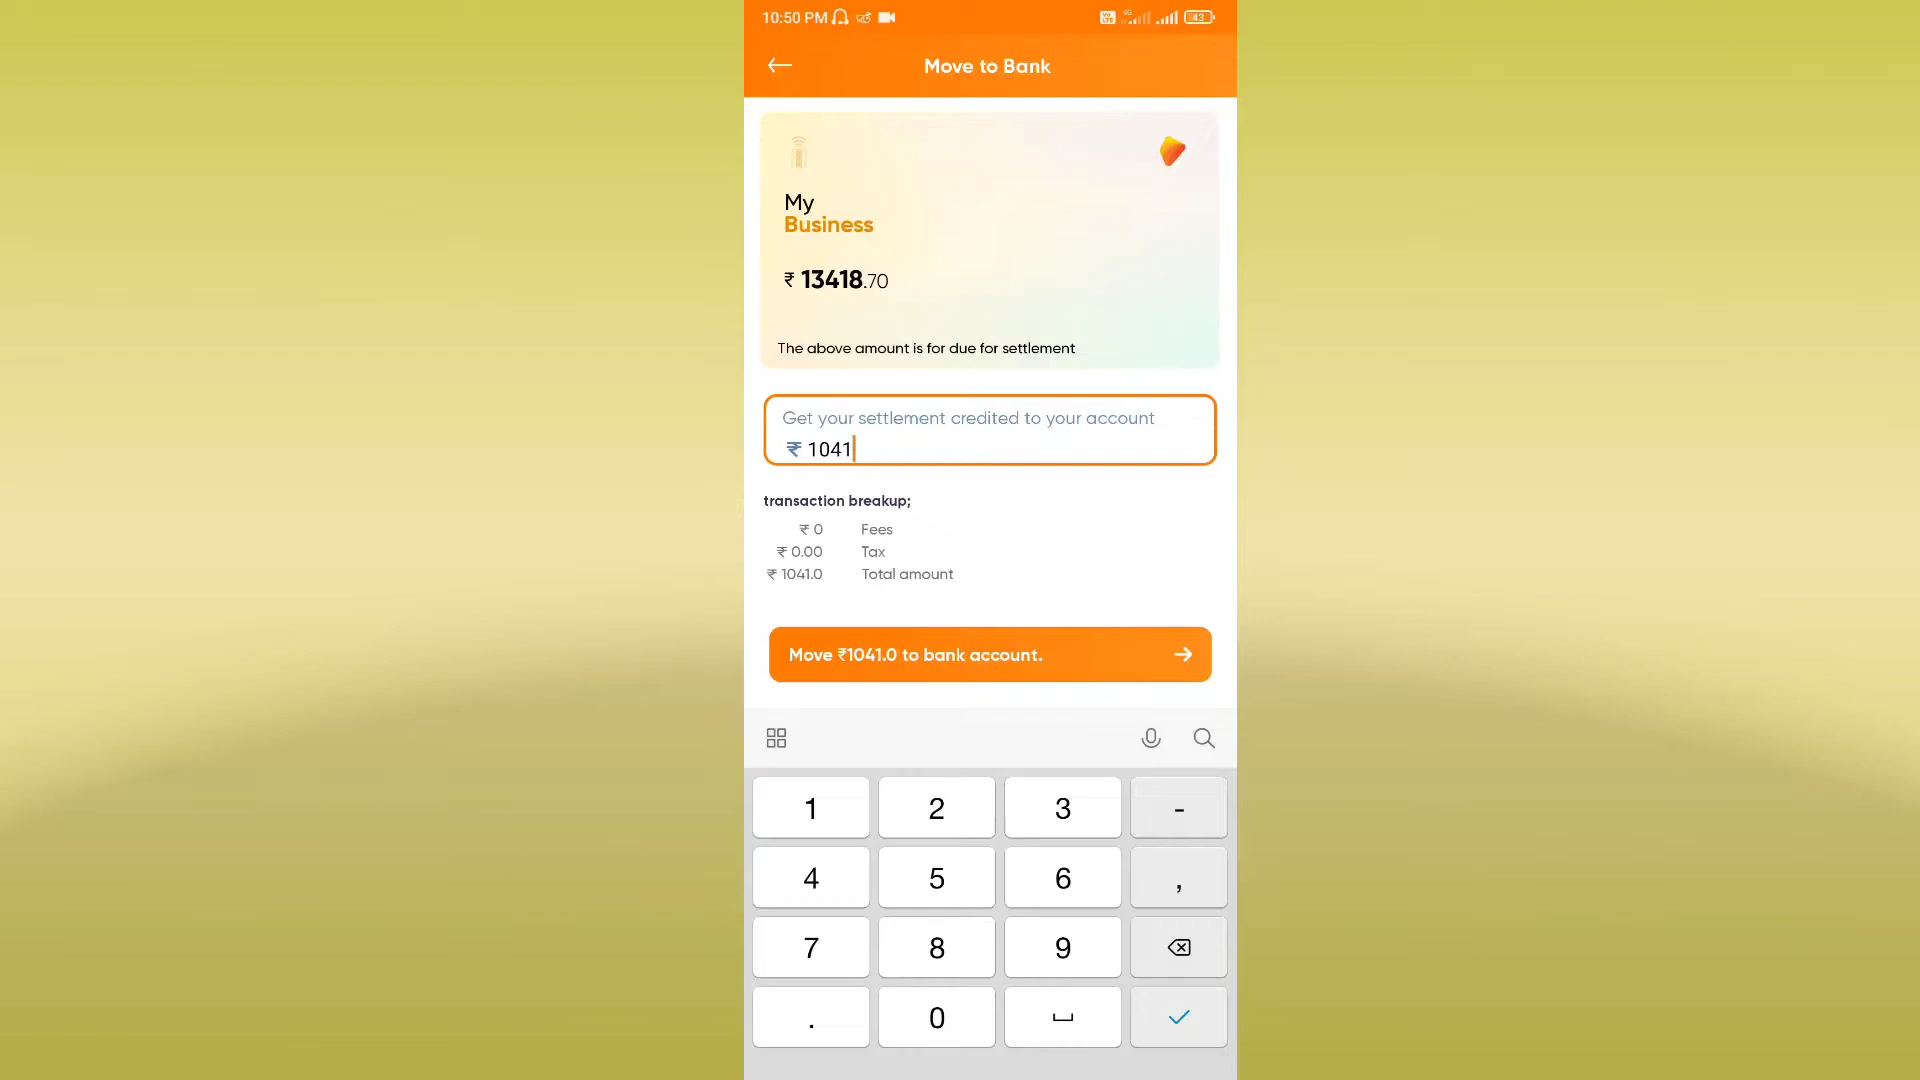 10:50 PM
4G
43
Move to Bank
My
Business
₹ 13418.70
The above amount is for due for settlement
Get your settlement credited to your account
₹ 1041
transaction breakup;
₹ 0 Fees
₹ 0.00 Tax
₹ 1041.0 Total amount
Move ₹1041.0 to bank account.
1 2 3 -
4 5 6 ,
7 8 9
. 0